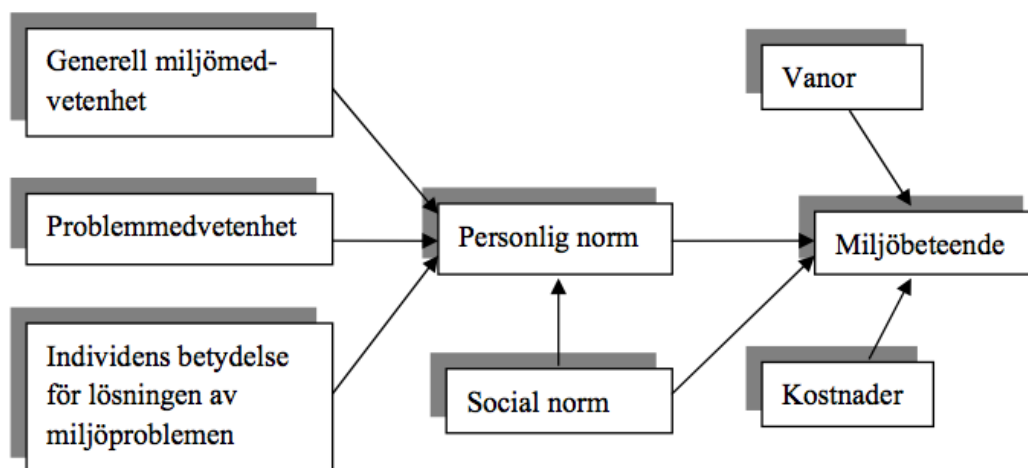 Generell miljömed-
vetenhet
Problemmedvetenhet
Individens betydelse
för lösningen av
miljöproblemen
Personlig norm
Social norm
Vanor
Miljöbeteende
Kostnader